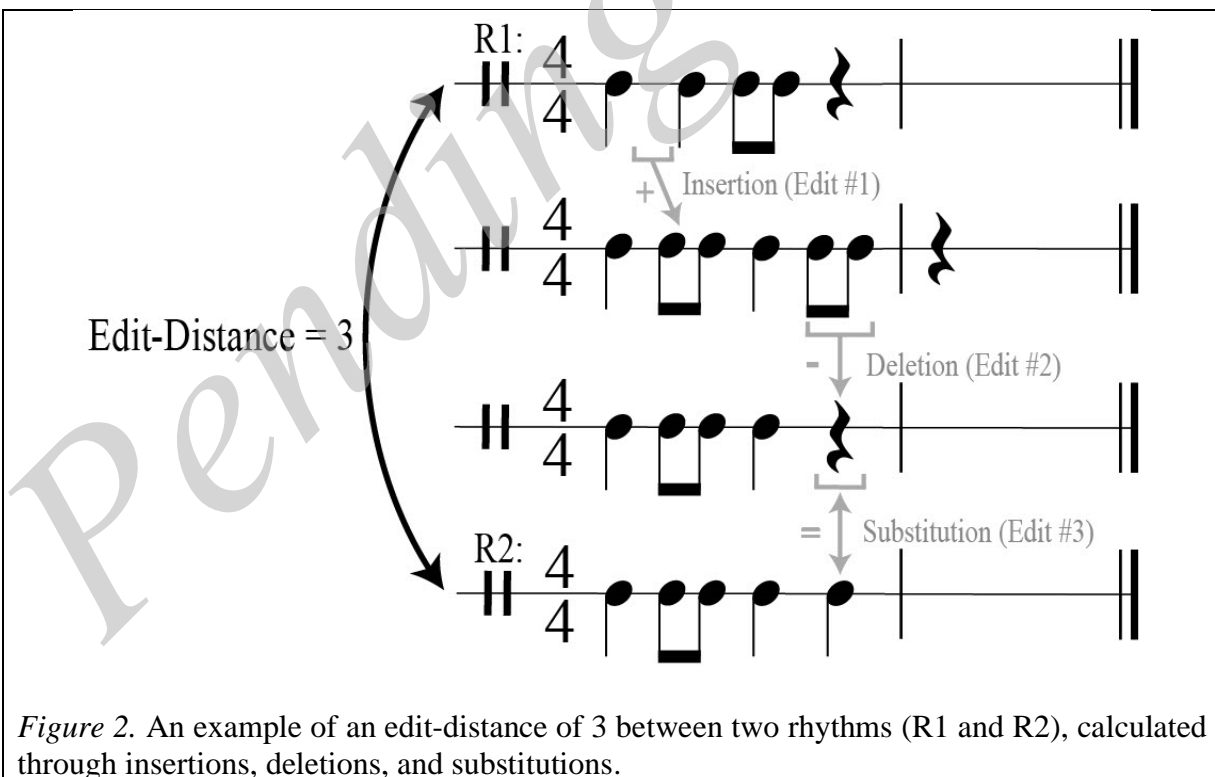 Pending
R1:
4
4
+ Insertion (Edit #1)
4
4
Edit-Distance = 3
- Deletion (Edit #2)
4
4
= Substitution (Edit #3)
R2:
4
4
Figure 2. An example of an edit-distance of 3 between two rhythms (R1 and R2), calculated
through insertions, deletions, and substitutions.